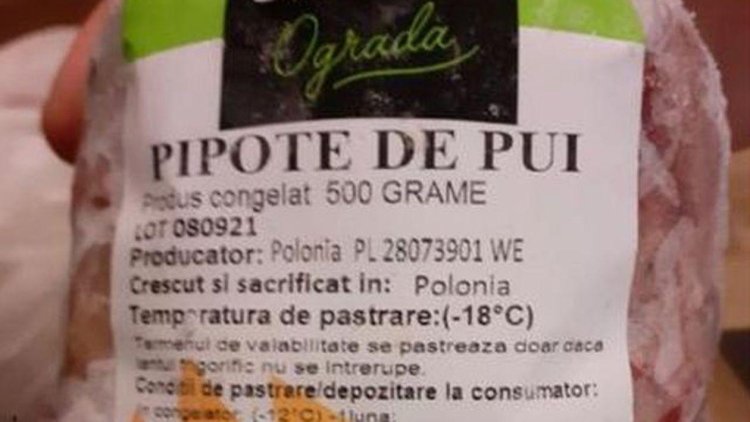 Ograda
PIPOTE DE PUI
Produs congelat 500 GRAME
LOT 080921
Producator: Polonia PL 28073901 WE
Crescut si sacrificat in: Polonia
Temperatura de pastrare:(-18°C)
Termenul de valabilitate se pastreaza doar daca
lantul frigorific nu se intrerupe.
Conditii de pastrare/depozitare la consumator:
in congelator: (-12°C) -1luna;